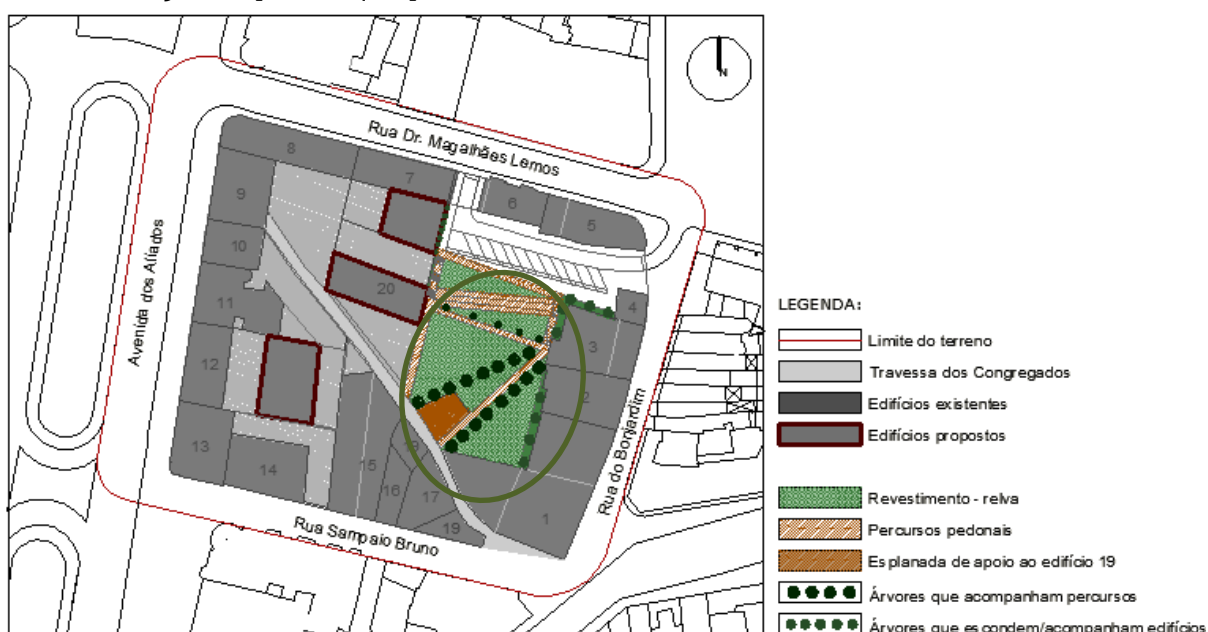 N
Rua Dr. Magalhães Lemos
8
7
6
5
9
10
20
4
11
3
12
2
Avenida dos Aliados
Rua do Bonjardim
13
14
15
16
19
17
1
19
Rua Sampaio Bruno
LEGENDA:
Limite do terreno
Travessa dos Congregados
Edifícios existentes
Edifícios propostos
Revestimento - relva
Percursos pedonais
Esplanada de apoio ao edifício 19
Árvores que acompanham percursos
Árvores que escondem/acompanham edifícios